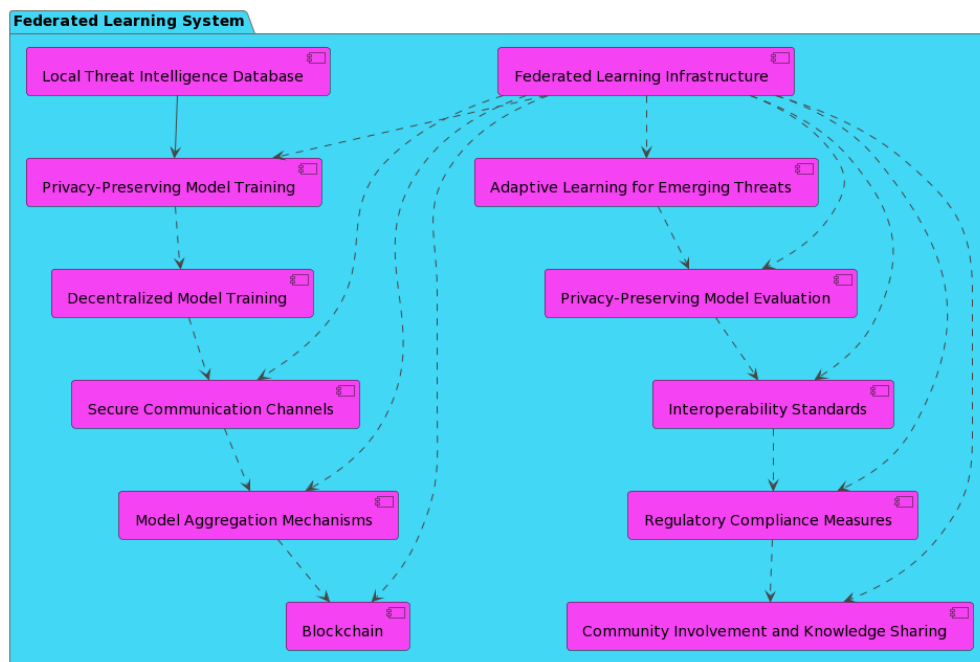 Federated Learning System
Local Threat Intelligence Database
Federated Learning Infrastructure
Privacy-Preserving Model Training
Adaptive Learning for Emerging Threats
Decentralized Model Training
Privacy-Preserving Model Evaluation
Secure Communication Channels
Interoperability Standards
Model Aggregation Mechanisms
Regulatory Compliance Measures
Blockchain
Community Involvement and Knowledge Sharing